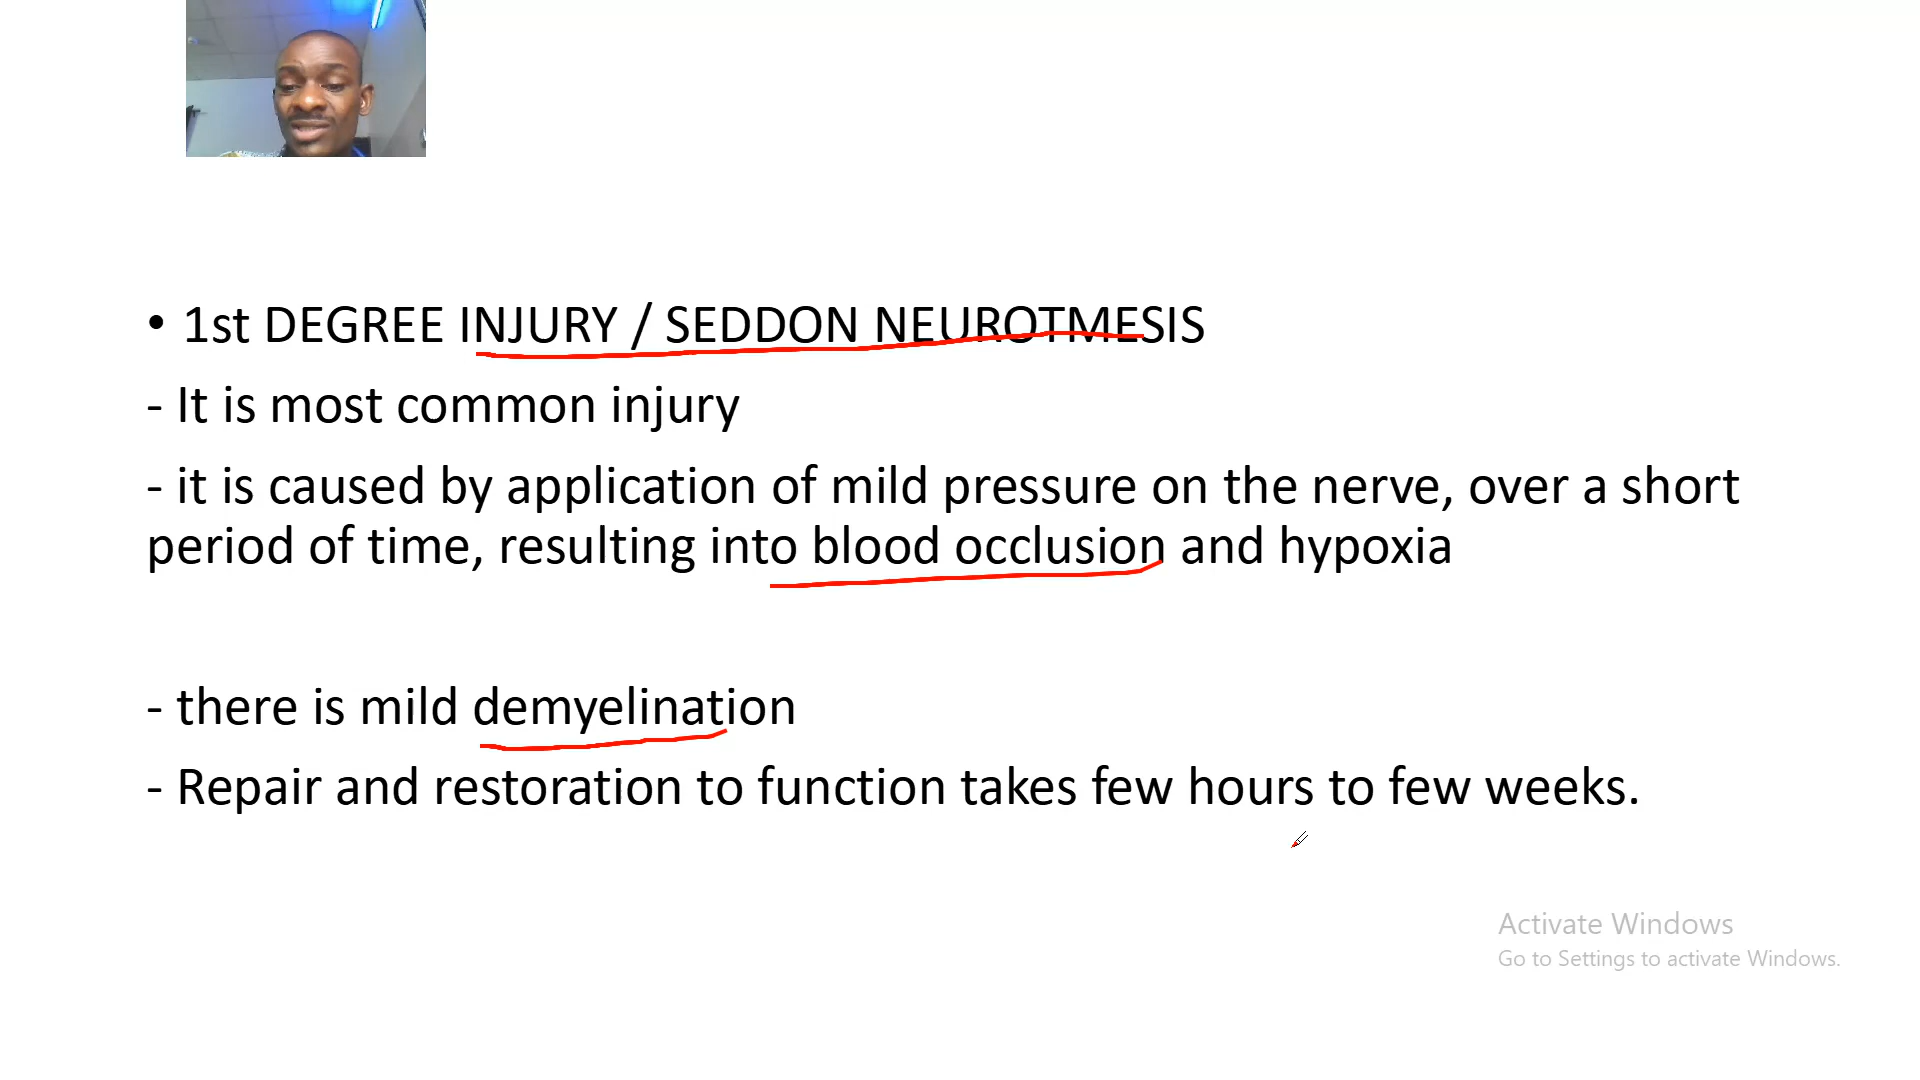 • 1st DEGREE INJURY / SEDDON NEUROTMESIS
- It is most common injury
- it is caused by application of mild pressure on the nerve, over a short
period of time, resulting into blood occlusion and hypoxia
- there is mild demyelination
- Repair and restoration to function takes few hours to few weeks.
Activate Windows
Go to Settings to activate Windows.